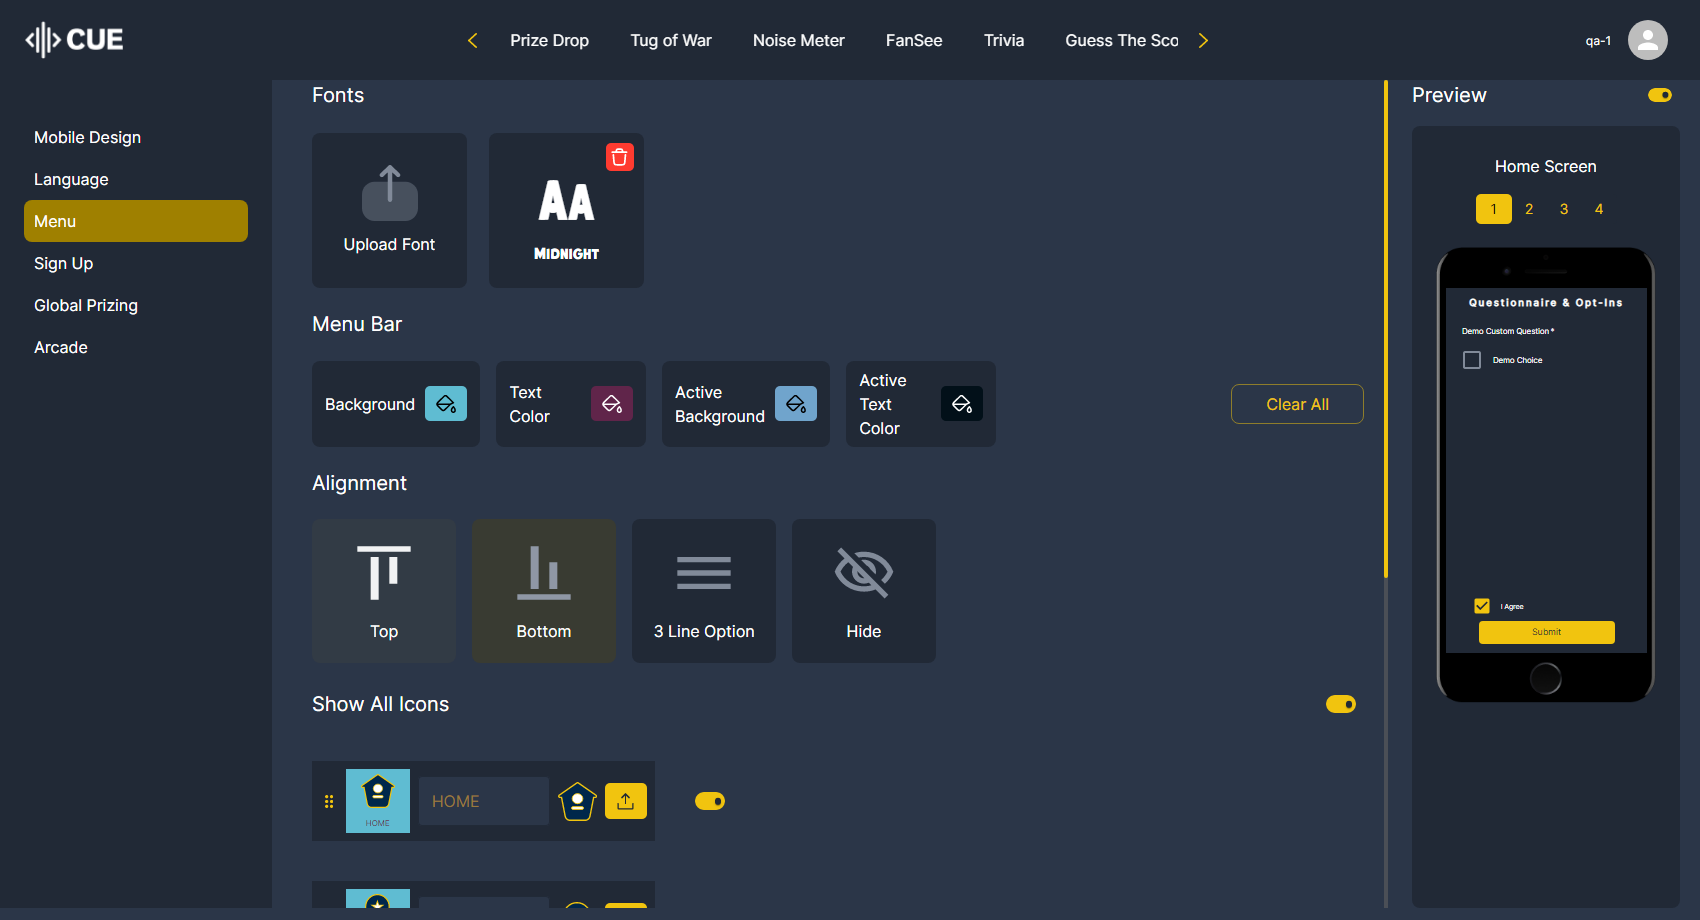 CUE
Prize Drop
Tug of War
Noise Meter
FanSee
Trivia
Guess The Sco
qa-1
Mobile Design
Language
Menu
Sign Up
Global Prizing
Arcade
Fonts
Upload Font
AA
MIDNIGHT
Menu Bar
Background
Text
Color
Active
Background
Active
Text
Color
Clear All
Alignment
Top
Bottom
3 Line Option
Hide
Show All Icons
HOME
HOME
Preview
Home Screen
1 2 3 4
Questionnaire & Opt-Ins
Demo Custom Question*
Demo Choice
I Agree
Submit